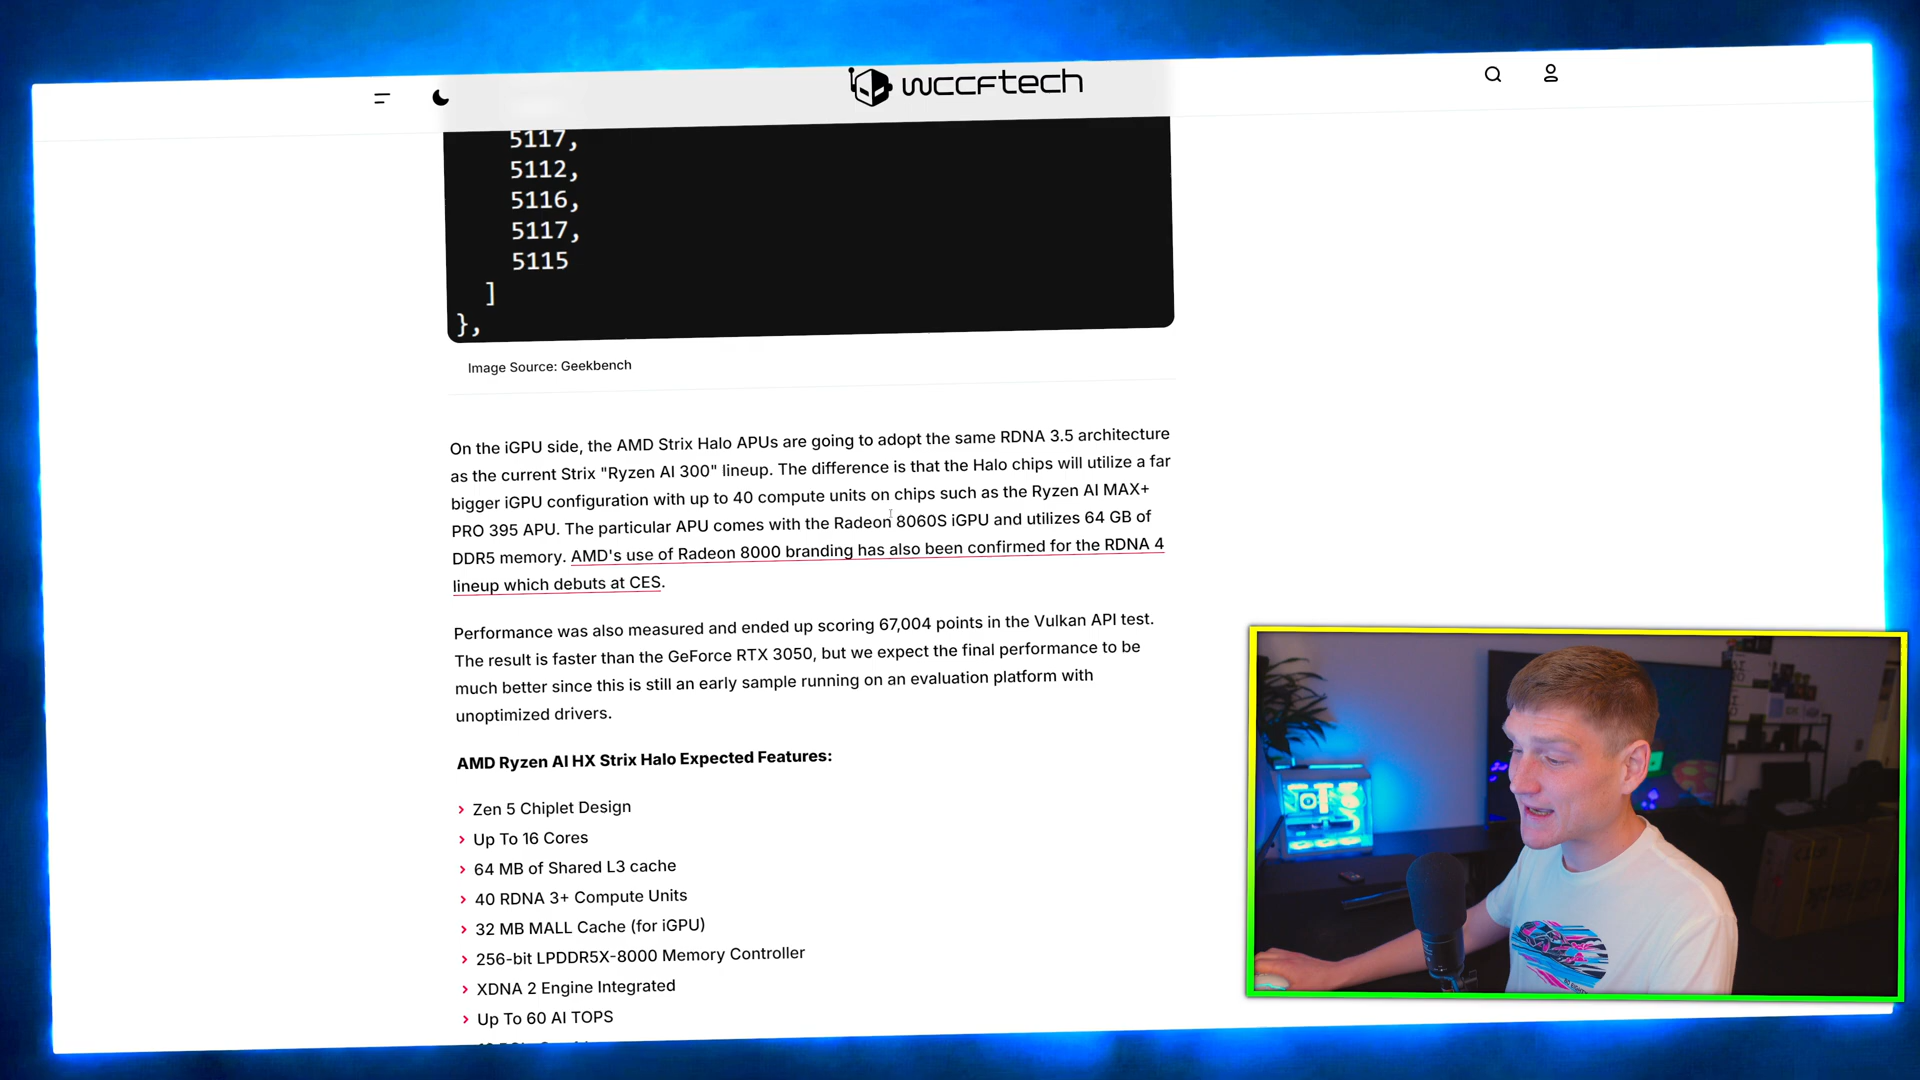 WCCFtech
5117,
5112,
5116,
5117,
5115
]
},
Image Source: Geekbench
On the iGPU side, the AMD Strix Halo APUs are going to adopt the same RDNA 3.5 architecture
as the current Strix "Ryzen AI 300" lineup. The difference is that the Halo chips will utilize a far
bigger iGPU configuration with up to 40 compute units on chips such as the Ryzen AI MAX+
PRO 395 APU. The particular APU comes with the Radeon 8060S iGPU and utilizes 64 GB of
DDR5 memory. AMD's use of Radeon 8000 branding has also been confirmed for the RDNA 4
lineup which debuts at CES.
Performance was also measured and ended up scoring 67,004 points in the Vulkan API test.
The result is faster than the GeForce RTX 3050, but we expect the final performance to be
much better since this is still an early sample running on an evaluation platform with
unoptimized drivers.
AMD Ryzen AI HX Strix Halo Expected Features:
Zen 5 Chiplet Design
Up To 16 Cores
64 MB of Shared L3 cache
40 RDNA 3+ Compute Units
32 MB MALL Cache (for iGPU)
256-bit LPDDR5X-8000 Memory Controller
XDNA 2 Engine Integrated
Up To 60 AI TOPS